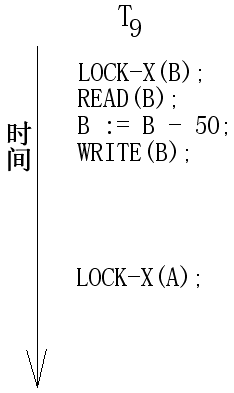 T9
LOCK-X(B);
READ(B);
B := B - 50;
WRITE(B);
时间
LOCK-X(A);